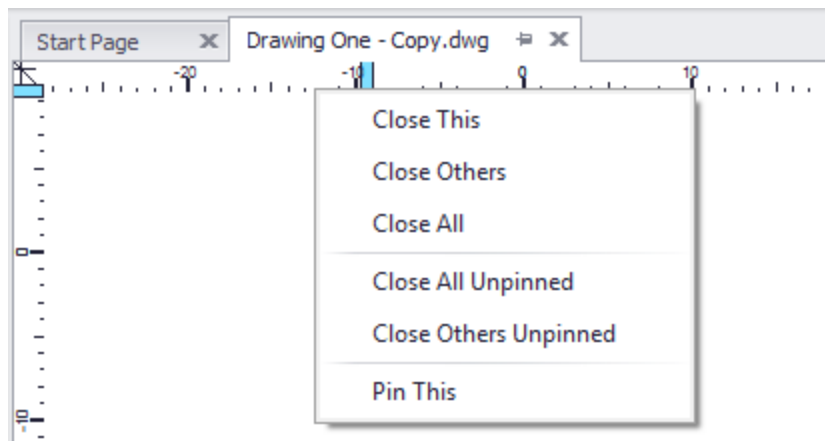 Start Page
Drawing One - Copy.dwg
-20 -10 0 10
Close This
Close Others
Close All
0
Close All Unpinned
Close Others Unpinned
Pin This
-10